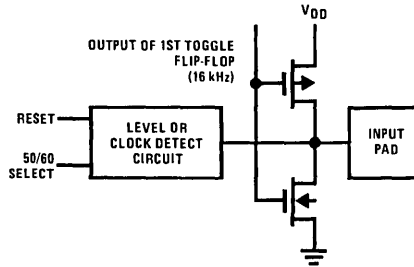 V_DD
OUTPUT OF 1ST TOGGLE
FLIP-FLOP
(16 kHz)
RESET
50/60
SELECT
LEVEL OR
CLOCK DETECT
CIRCUIT
INPUT
PAD